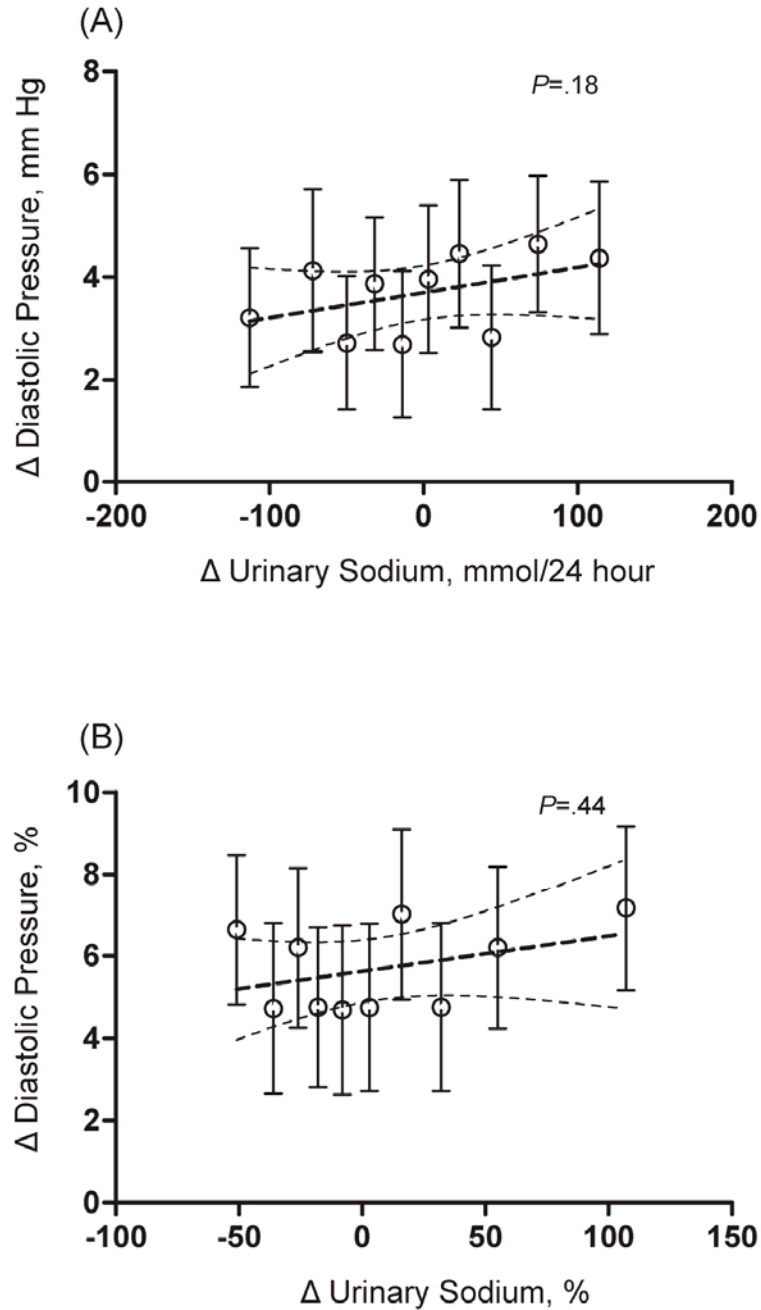 (A)
P=.18
Δ Diastolic Pressure, mm Hg
8
6
4
2
0
-200 -100 0 100 200
Δ Urinary Sodium, mmol/24 hour
(B)
P=.44
Δ Diastolic Pressure, %
10
8
6
4
2
0
-100 -50 0 50 100 150
Δ Urinary Sodium, %